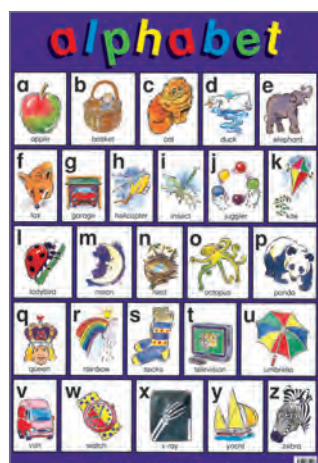 alphabet
a b c d e
apple basket cat duck elephant
f g h i j k
fox garage helicopter insect juggler kite
l m n o p
ladybird moon nest octopus panda
q r s t u
queen rainbow socks television umbrella
v w x y z
van watch x-ray yacht zebra